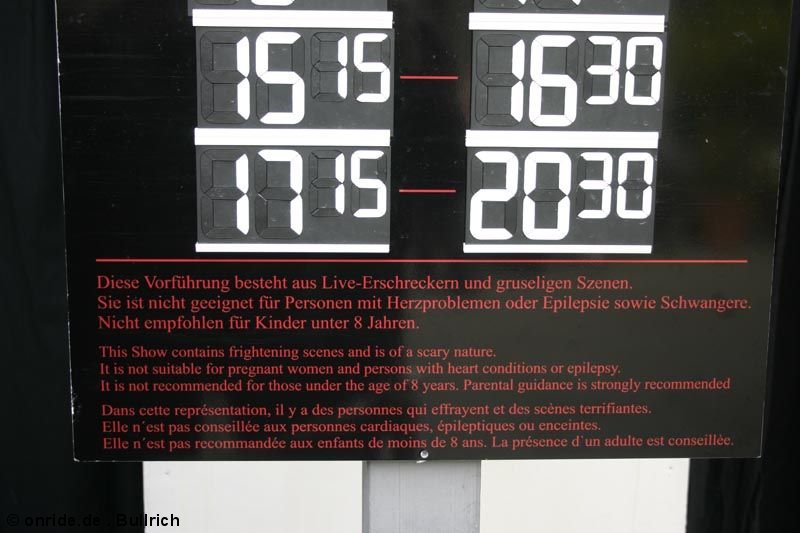 15 15 — 16 30
17 15 — 20 30
Diese Vorführung besteht aus Live-Erschreckern und gruseligen Szenen.
Sie ist nicht geeignet für Personen mit Herzproblemen oder Epilepsie sowie Schwangere.
Nicht empfohlen für Kinder unter 8 Jahren.
This Show contains frightening scenes and is of a scary nature.
It is not suitable for pregnant women and persons with heart conditions or epilepsy.
It is not recommended for those under the age of 8 years. Parental guidance is strongly recommended
Dans cette représentation, il y a des personnes qui effrayent et des scènes terrifiantes.
Elle n´est pas conseillée aux personnes cardiaques, épileptiques ou enceintes.
Elle n´est pas recommandée aux enfants de moins de 8 ans. La présence d`un adulte est conseillèe.
© onride.de . Bullrich